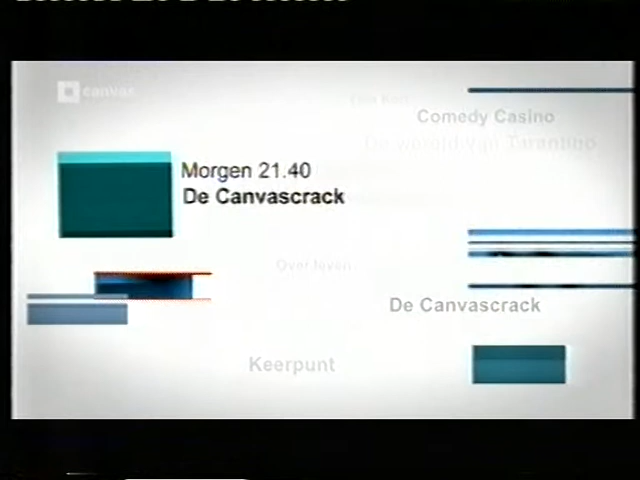 canvas
Comedy Casino
De wereld van Tarantino
Morgen 21.40
De Canvascrack
Over leven
De Canvascrack
Keerpunt